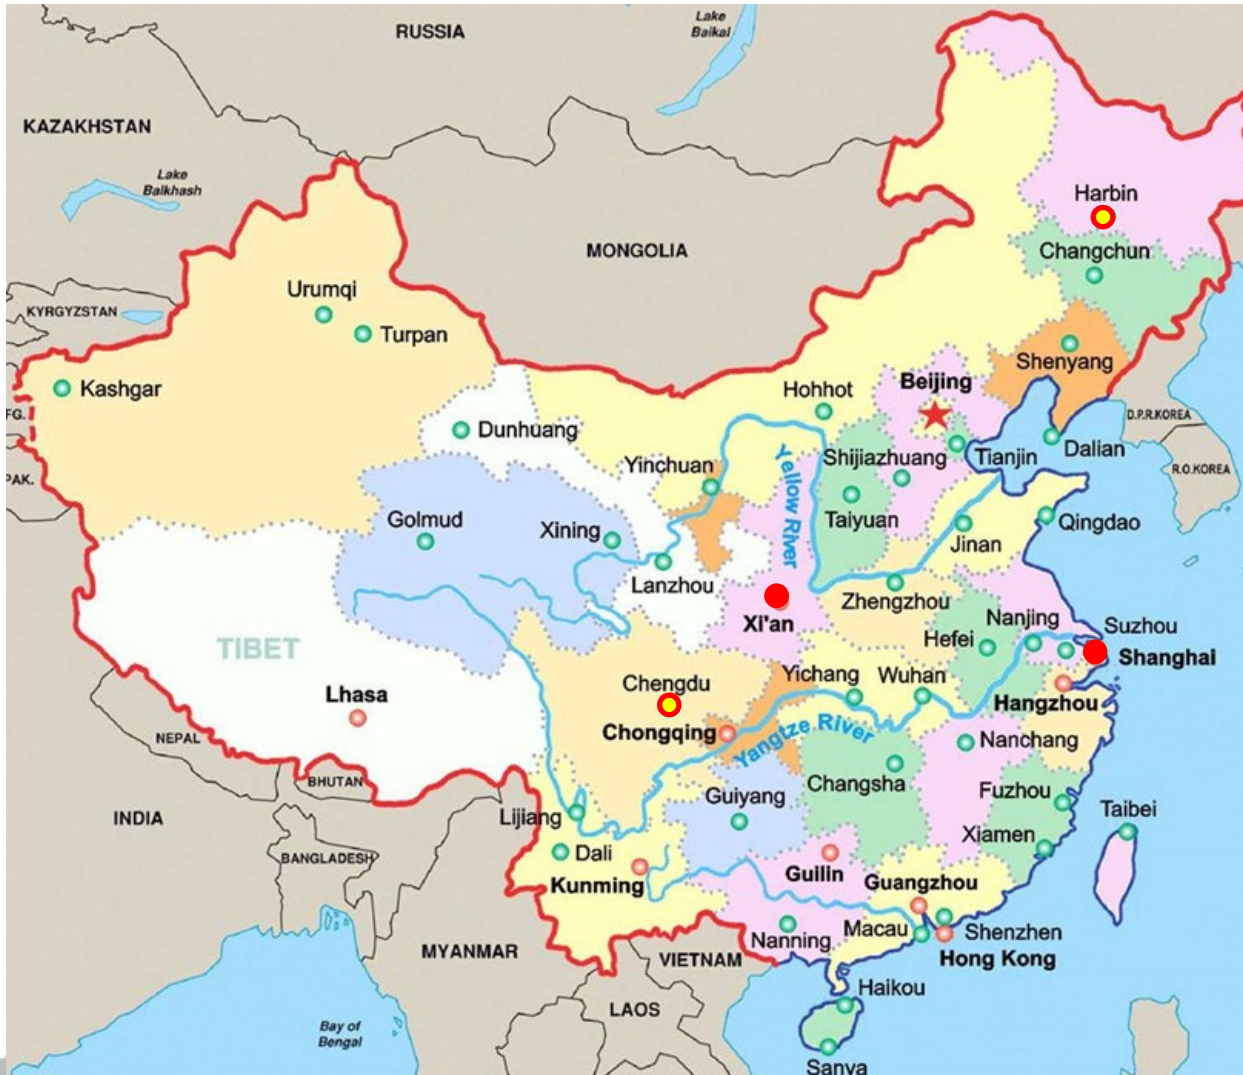 RUSSIA
Lake
Baikal
KAZAKHSTAN
Lake
Balkhash
Harbin
Changchun
MONGOLIA
Urumqi
KYRGYZSTAN
Turpan
Shenyang
Kashgar
Hohhot
Beijing
FG.
D.P.R.KOREA
Dunhuang
Dalian
Tianjin
Shijiazhuang
Yinchuan
R.O.KOREA
PAK.
Yellow River
Golmud
Xining
Taiyuan
Jinan
Qingdao
Lanzhou
Zhengzhou
Xi'an
Nanjing
Suzhou
Hefei
TIBET
Shanghai
Yichang
Wuhan
Chengdu
Lhasa
Hangzhou
Chongqing
Yangtze River
NEPAL
Nanchang
BHUTAN
Changsha
Guiyang
Fuzhou
Taibei
INDIA
Lijiang
Xiamen
BANGLADESH
Dali
Guilin
Kunming
Guangzhou
Macau
Shenzhen
Nanning
MYANMAR
VIETNAM
Hong Kong
Haikou
LAOS
Bay of
Bengal
Sanya